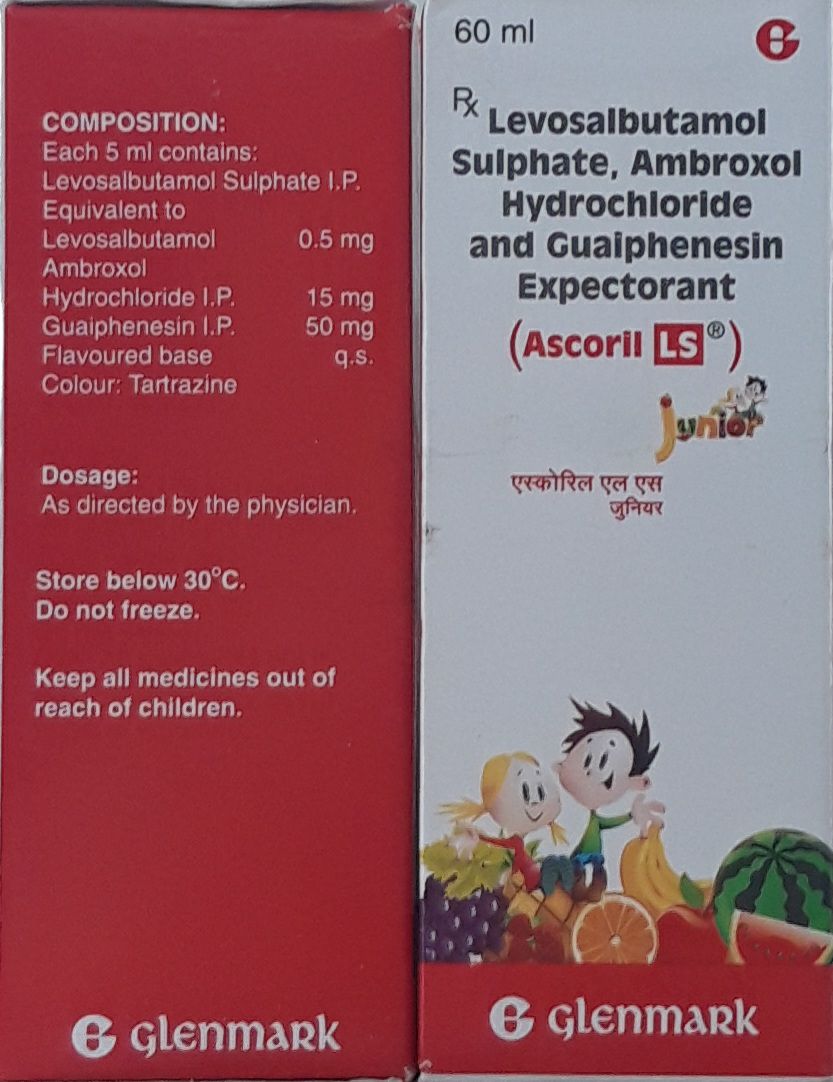 COMPOSITION:
Each 5 ml contains:
Levosalbutamol Sulphate I.P.
Equivalent to
Levosalbutamol 0.5 mg
Ambroxol
Hydrochloride I.P. 15 mg
Guaiphenesin I.P. 50 mg
Flavoured base q.s.
Colour: Tartrazine
Dosage:
As directed by the physician.
Store below 30°C.
Do not freeze.
Keep all medicines out of
reach of children.
Glenmark
60 ml
Rx Levosalbutamol
Sulphate, Ambroxol
Hydrochloride
and Guaiphenesin
Expectorant
(Ascoril LS®)
Junior
एस्कोरिल एल एस
जुनियर
Glenmark